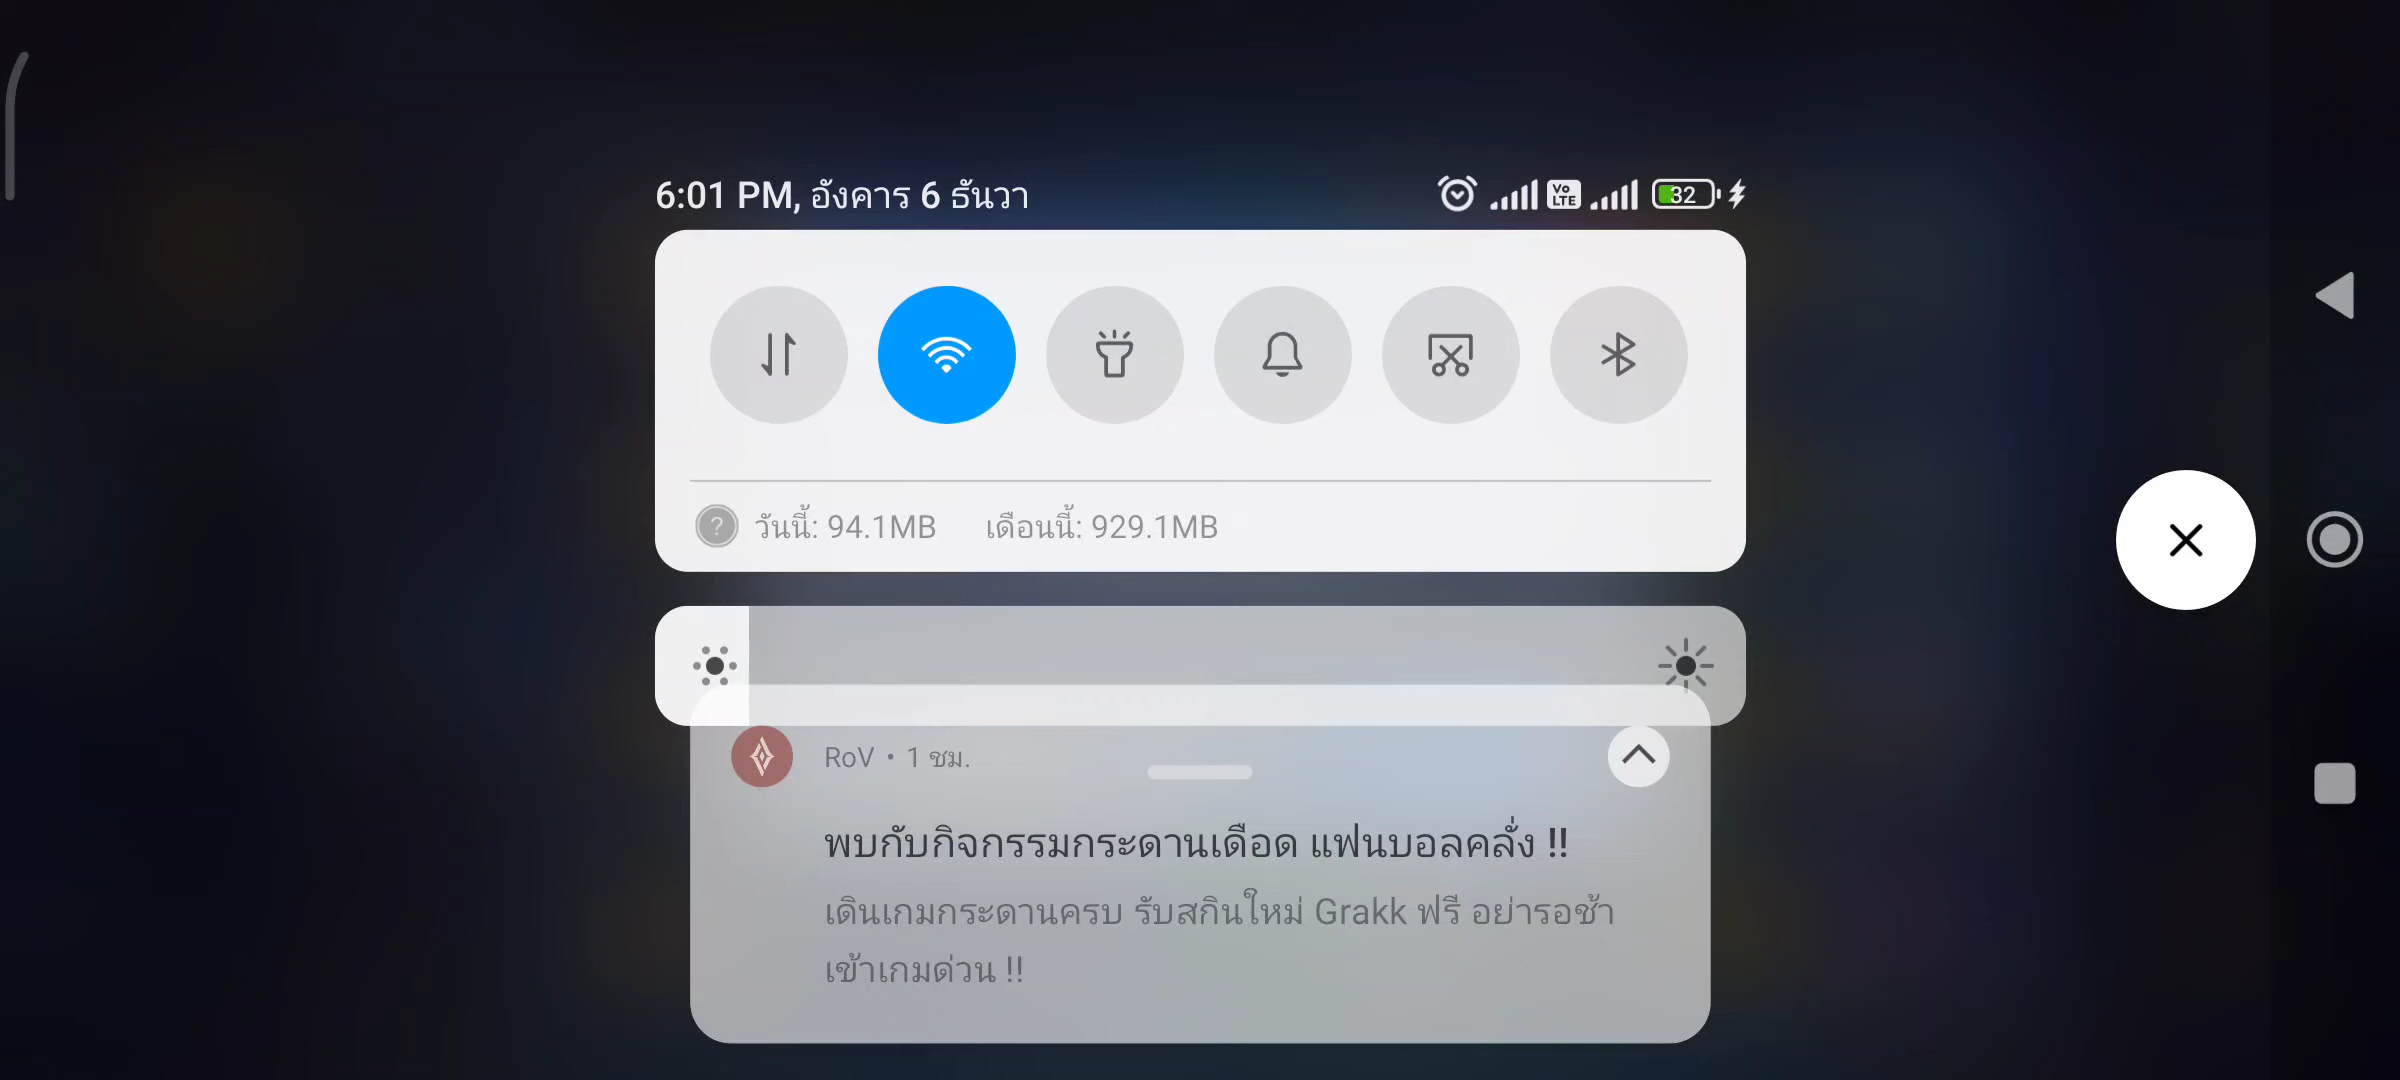 6:01 PM, อังคาร 6 ธันวา Vo LTE 32
? วันนี้: 94.1MB เดือนนี้: 929.1MB
RoV • 1 ชม.
พบกับกิจกรรมกระดานเดือด แฟนบอลคลั่ง !!
เดินเกมกระดานครบ รับสกินใหม่ Grakk ฟรี อย่ารอช้า
เข้าเกมด่วน !!